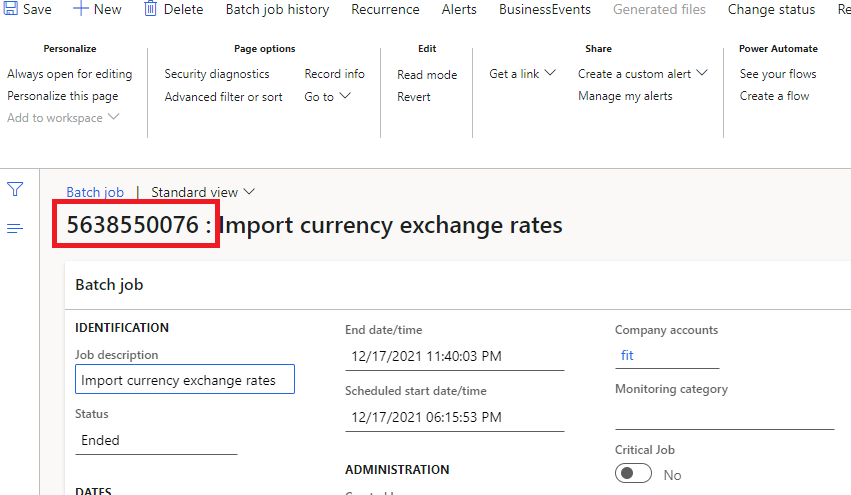 Save New Delete Batch job history Recurrence Alerts BusinessEvents Generated files Change status Re
Personalize
Always open for editing
Personalize this page
Add to workspace
Page options
Security diagnostics
Advanced filter or sort
Record info
Go to
Edit
Read mode
Revert
Share
Get a link
Create a custom alert
Manage my alerts
Power Automate
See your flows
Create a flow
Batch job | Standard view
5638550076 : Import currency exchange rates
Batch job
IDENTIFICATION
Job description
Import currency exchange rates
Status
Ended
DATES
End date/time
12/17/2021 11:40:03 PM
Scheduled start date/time
12/17/2021 06:15:53 PM
ADMINISTRATION
Company accounts
fit
Monitoring category
Critical Job
No